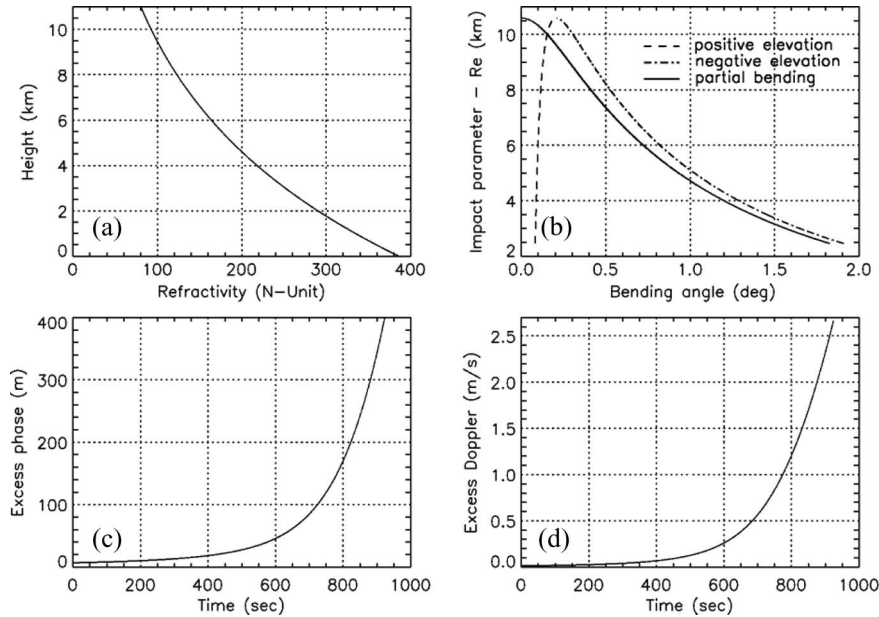 10
8
6
4
2
0
Height (km)
(a)
0 100 200 300 400
Refractivity (N-Unit)
10
8
6
4
2
Impact parameter - Re (km)
positive elevation
negative elevation
partial bending
(b)
0.0 0.5 1.0 1.5 2.0
Bending angle (deg)
400
300
200
100
0
Excess phase (m)
(c)
0 200 400 600 800 1000
Time (sec)
2.5
2.0
1.5
1.0
0.5
0.0
Excess Doppler (m/s)
(d)
0 200 400 600 800 1000
Time (sec)